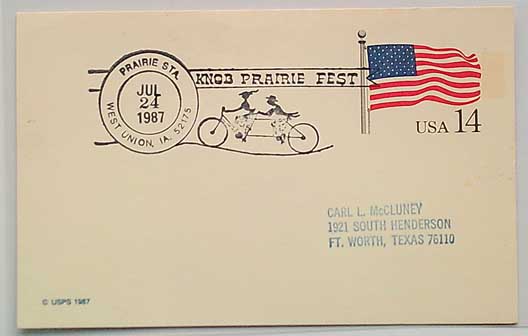 PRAIRIE STA.
JUL
24
1987
WEST UNION, IA. 52175
KNOB PRAIRIE FEST
USA 14
CARL L. McCLUNEY
1921 SOUTH HENDERSON
FT. WORTH, TEXAS 76110
© USPS 1987